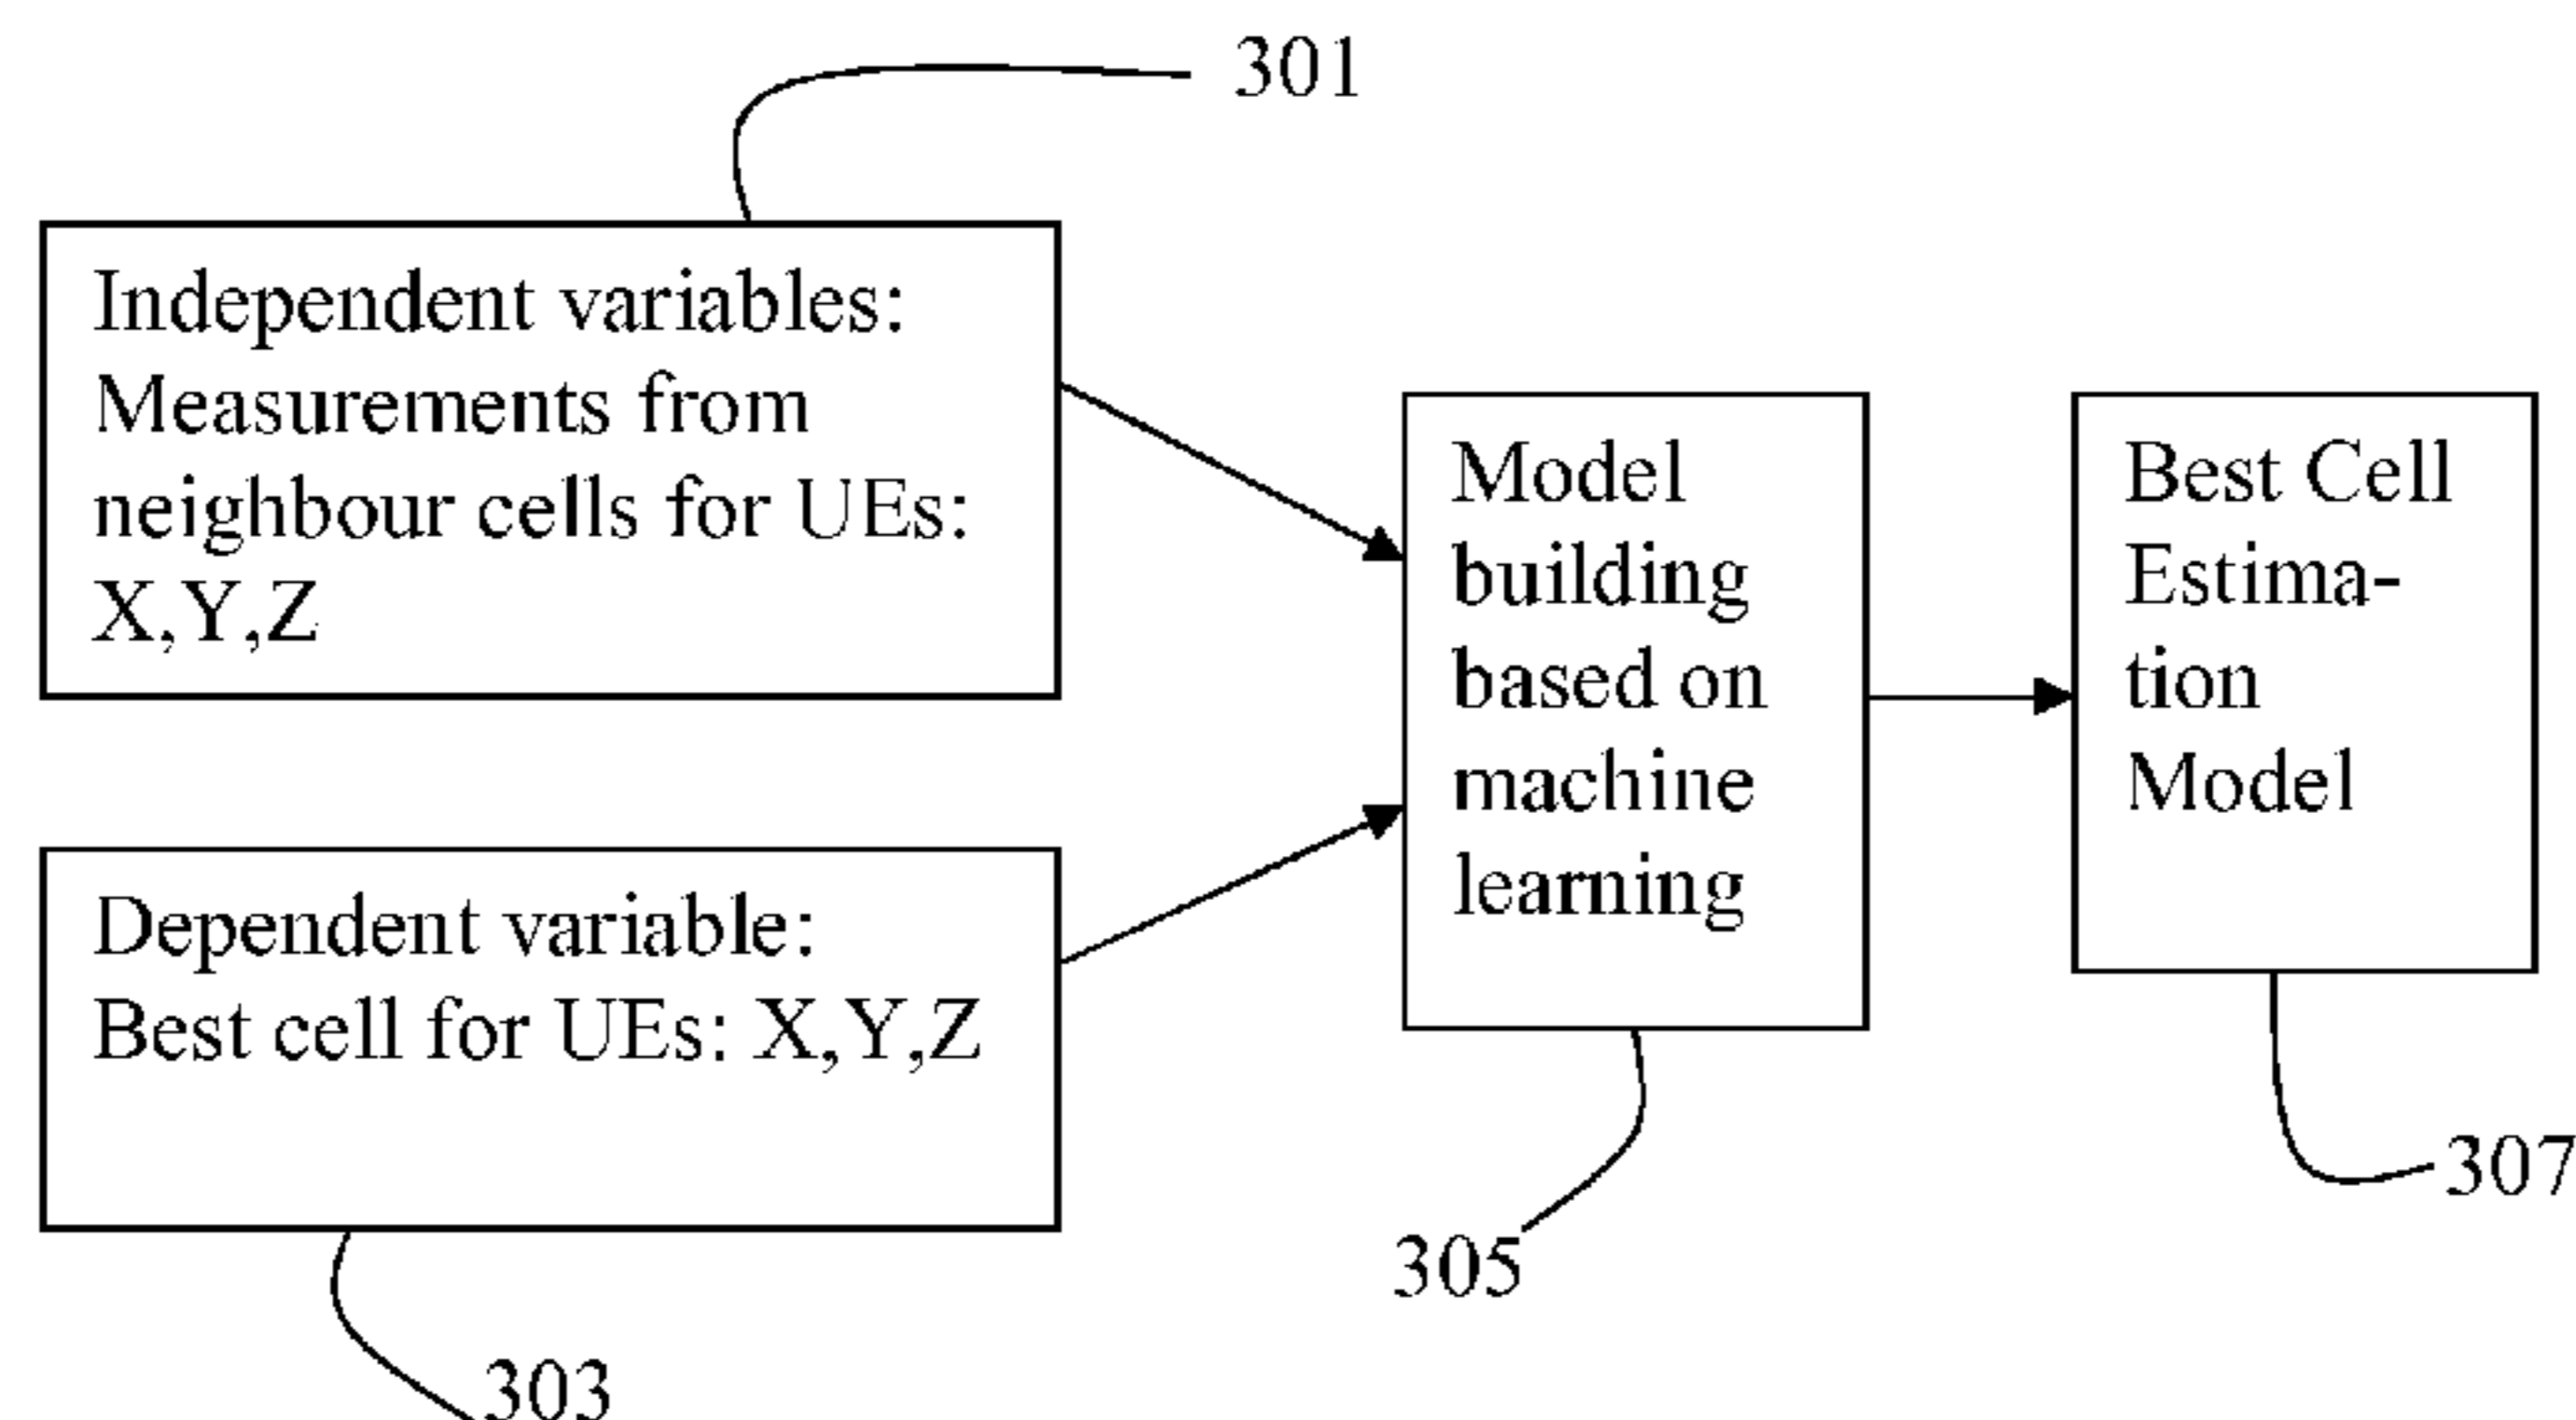 301
Independent variables:
Measurements from
neighbour cells for UEs:
X,Y,Z
Dependent variable:
Best cell for UEs: X,Y,Z
303
Model
building
based on
machine
learning
305
Best Cell
Estima-
tion
Model
307